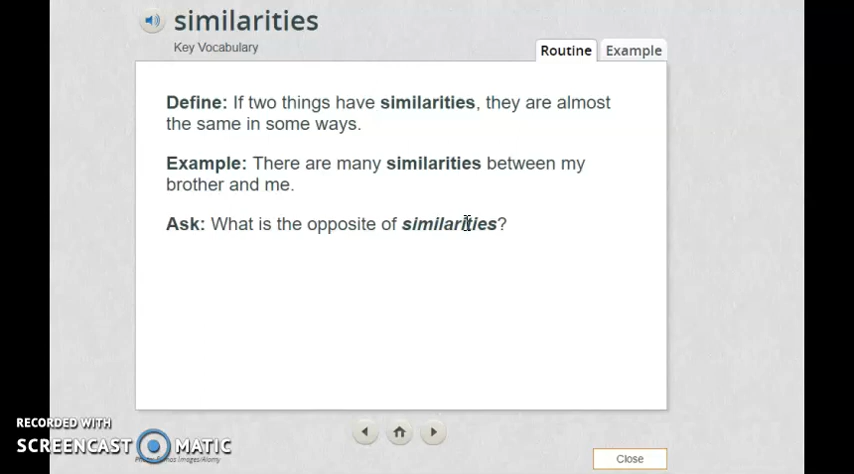 similarities
Key Vocabulary
Routine
Example
Define: If two things have similarities, they are almost
the same in some ways.
Example: There are many similarities between my
brother and me.
Ask: What is the opposite of similarities?
RECORDED WITH
SCREENCAST MATIC
Images/Alamy
Close